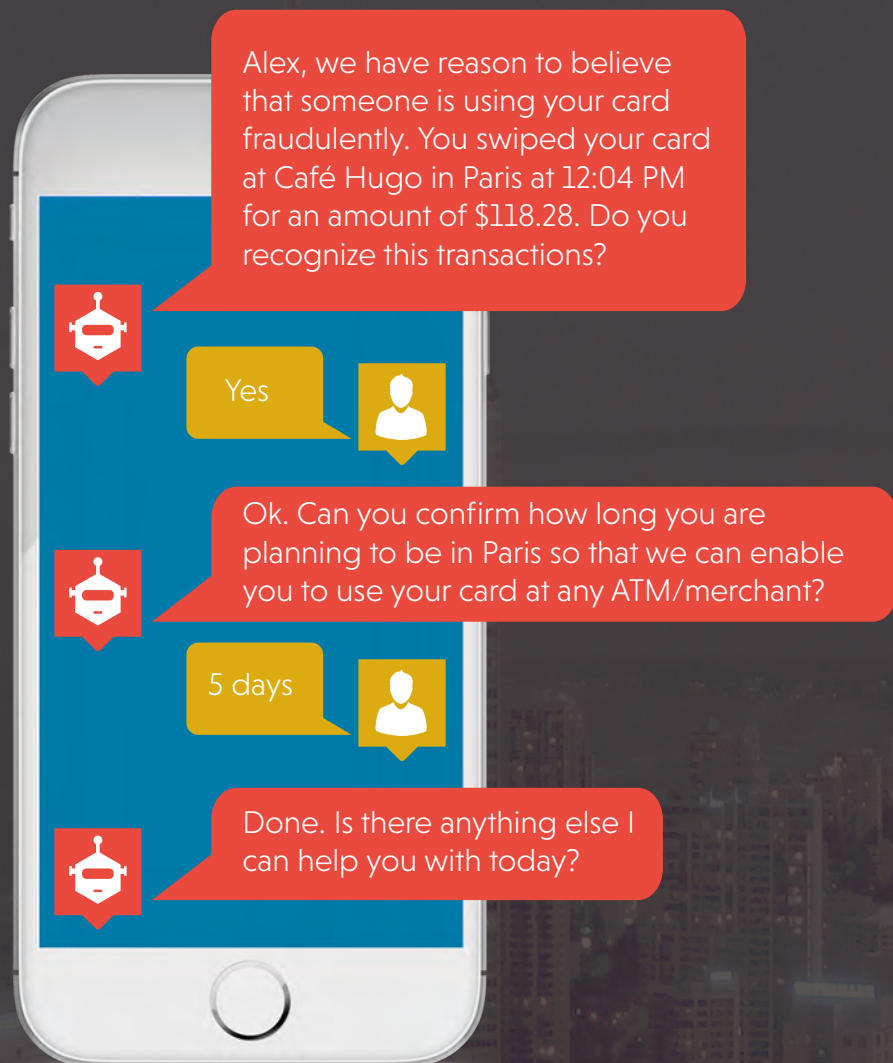 Alex, we have reason to believe
that someone is using your card
fraudulently. You swiped your card
at Café Hugo in Paris at 12:04 PM
for an amount of $118.28. Do you
recognize this transactions?
Yes
Ok. Can you confirm how long you are
planning to be in Paris so that we can enable
you to use your card at any ATM/merchant?
5 days
Done. Is there anything else I
can help you with today?